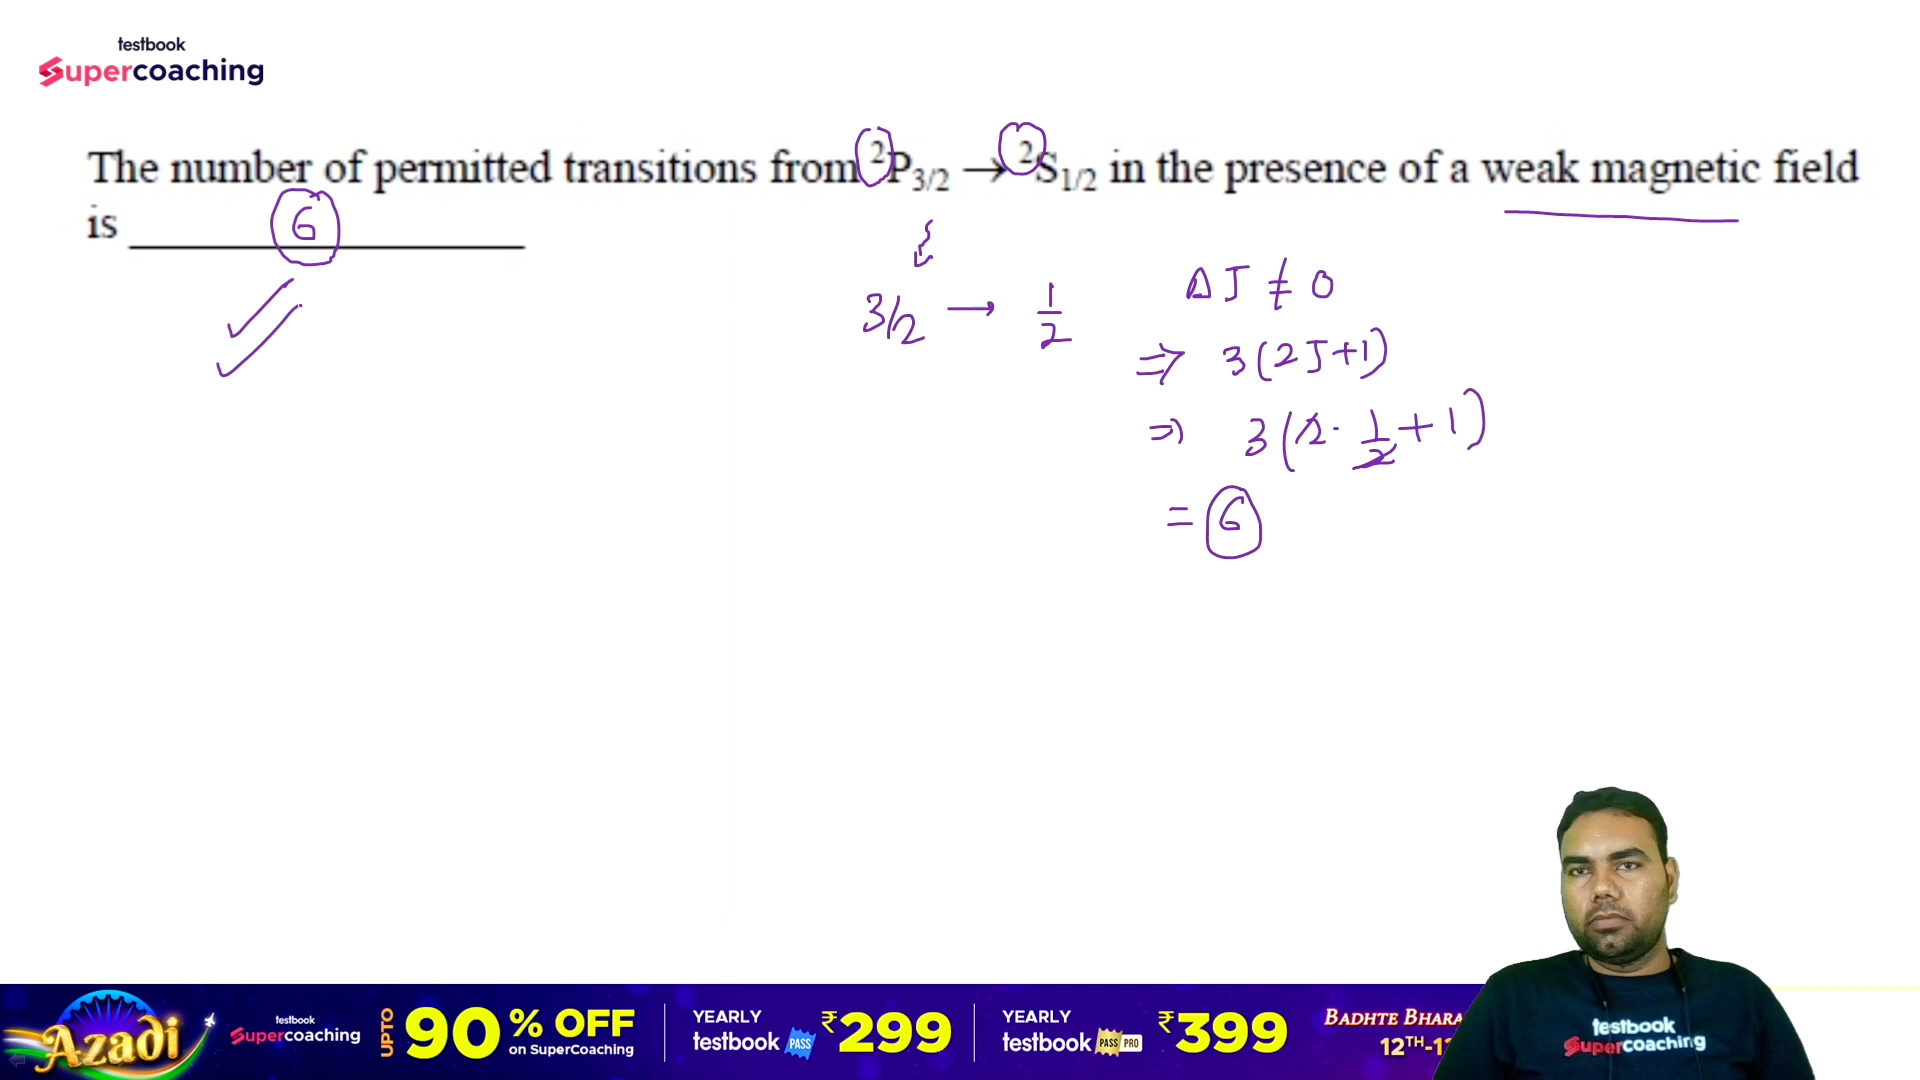 testbook
Supercoaching
The number of permitted transitions from ²P₃/₂ → ²S₁/₂ in the presence of a weak magnetic field
is ____________ 6
3/2 → 1/2
ΔJ ≠ 0
⇒ 3(2J+1)
⇒ 3(2·1/2+1)
= 6
Azadi
testbook
Supercoaching
UPTO 90% OFF
on SuperCoaching
YEARLY
testbook PASS ₹299
YEARLY
testbook PASS PRO ₹399
BADHTE BHARA
12TH-1
testbook
Supercoaching